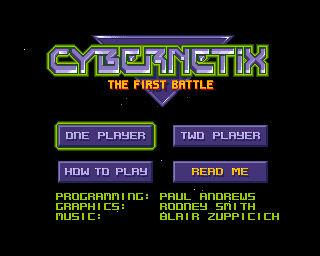 CYBERNETIX
THE FIRST BATTLE
ONE PLAYER TWO PLAYER
HOW TO PLAY READ ME
PROGRAMMING: PAUL ANDREWS
GRAPHICS: RODNEY SMITH
MUSIC: BLAIR ZUPPICICH